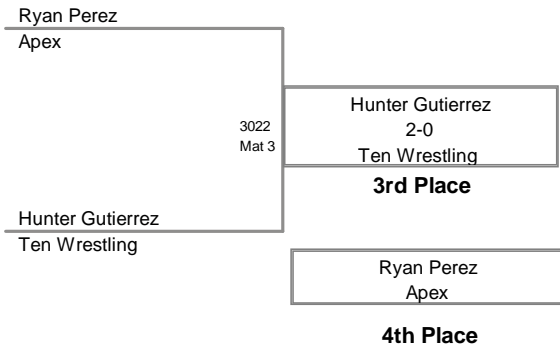 Ryan Perez
Apex
3022
Mat 3
Hunter Gutierrez
2-0
Ten Wrestling
3rd Place
Hunter Gutierrez
Ten Wrestling
Ryan Perez
Apex
4th Place